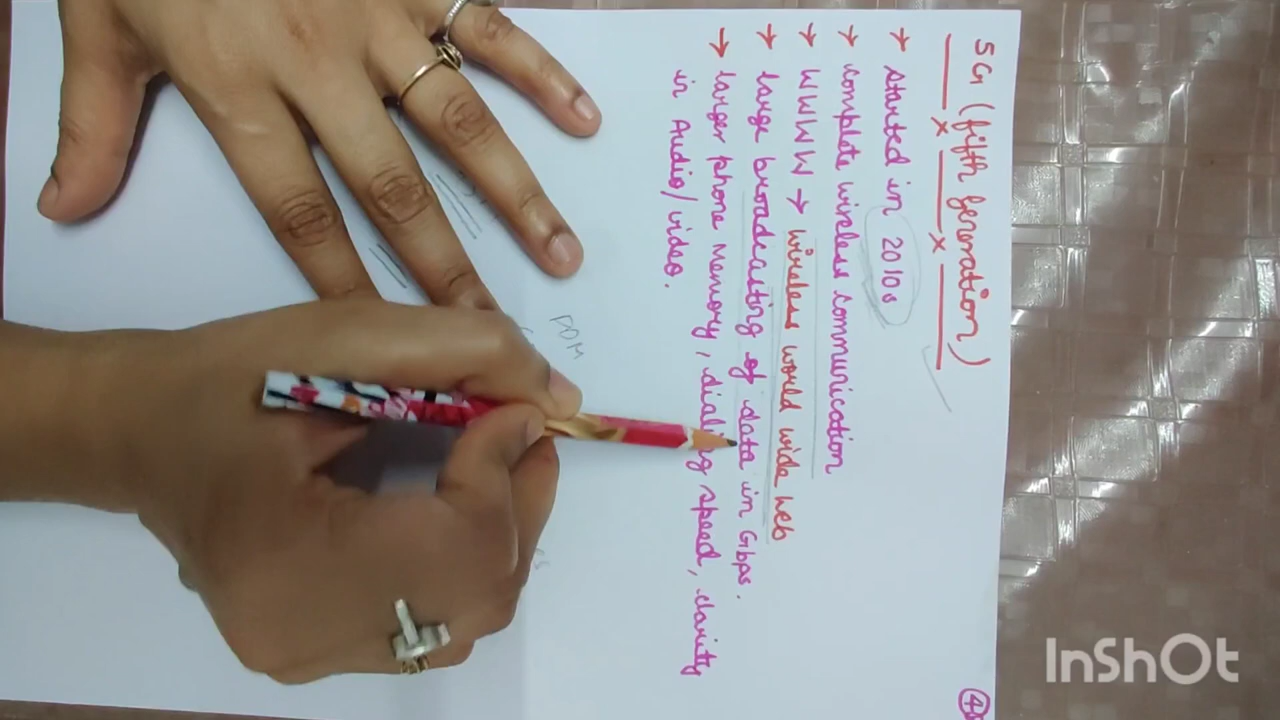 5G (fifth Generation)
→ started in 2010s
→ complete wireless communication
→ WWWW → wireless world wide web
→ large broadcasting of data in Gbps.
→ larger phone memory, dialing speed, clarity
in Audio/video.
PDM
InShOt